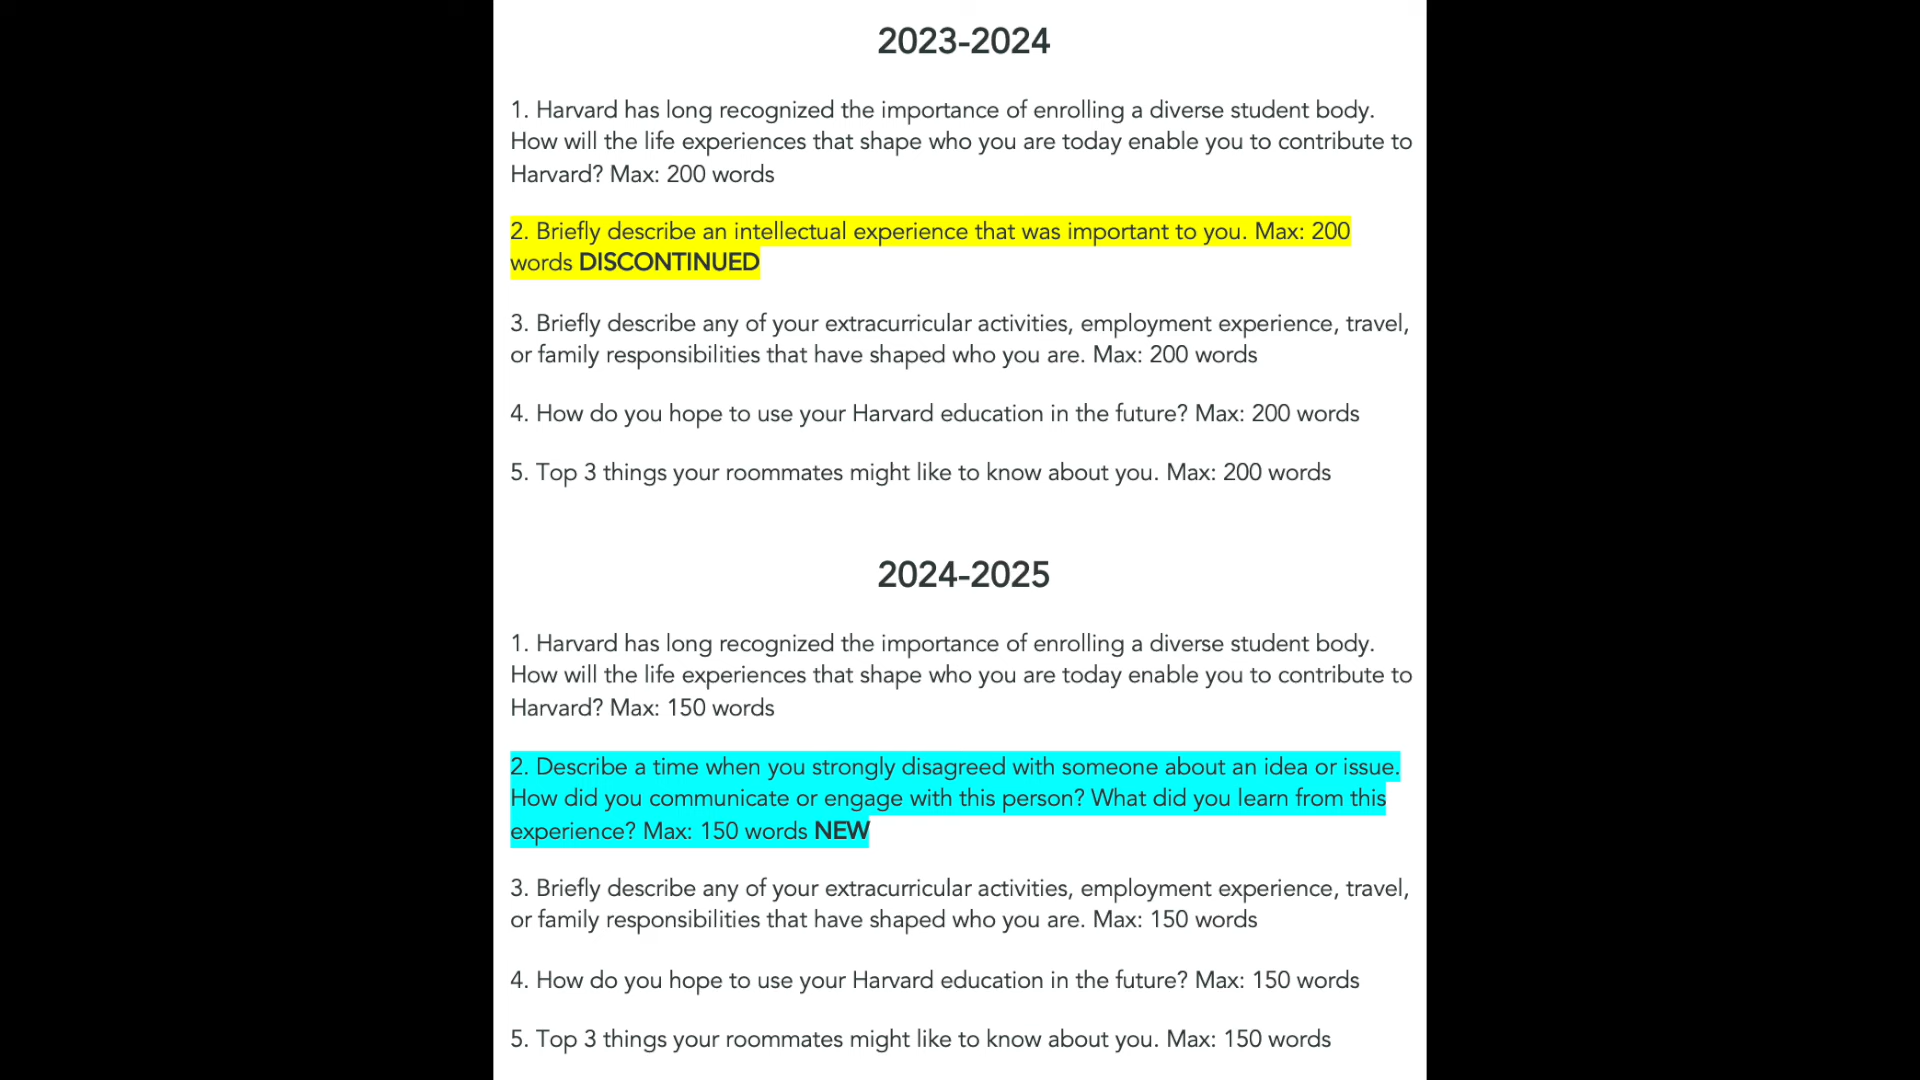 2023-2024
1. Harvard has long recognized the importance of enrolling a diverse student body.
How will the life experiences that shape who you are today enable you to contribute to
Harvard? Max: 200 words
2. Briefly describe an intellectual experience that was important to you. Max: 200
words DISCONTINUED
3. Briefly describe any of your extracurricular activities, employment experience, travel,
or family responsibilities that have shaped who you are. Max: 200 words
4. How do you hope to use your Harvard education in the future? Max: 200 words
5. Top 3 things your roommates might like to know about you. Max: 200 words
2024-2025
1. Harvard has long recognized the importance of enrolling a diverse student body.
How will the life experiences that shape who you are today enable you to contribute to
Harvard? Max: 150 words
2. Describe a time when you strongly disagreed with someone about an idea or issue.
How did you communicate or engage with this person? What did you learn from this
experience? Max: 150 words NEW
3. Briefly describe any of your extracurricular activities, employment experience, travel,
or family responsibilities that have shaped who you are. Max: 150 words
4. How do you hope to use your Harvard education in the future? Max: 150 words
5. Top 3 things your roommates might like to know about you. Max: 150 words